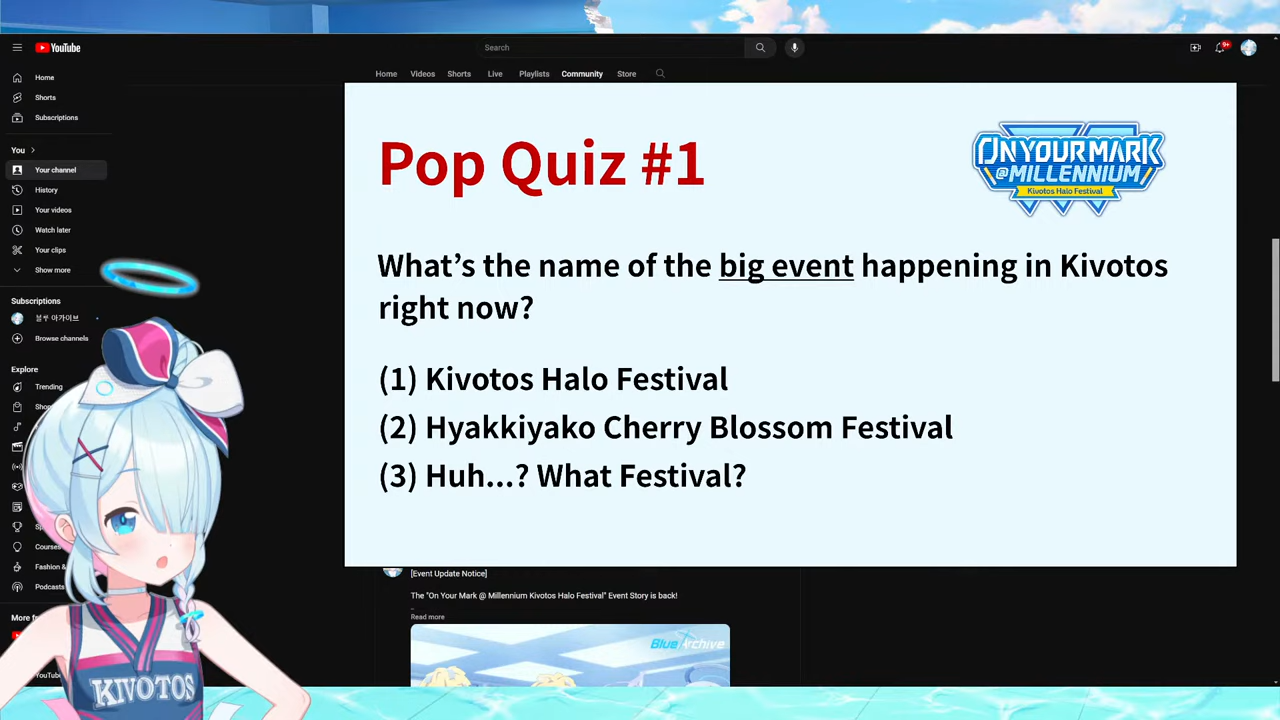 YouTube
Search
9+
Home
Shorts
Subscriptions
You
Your channel
History
Your videos
Watch later
Your clips
Show more
Subscriptions
블루 아카이브
Browse channels
Explore
Trending
Courses
Fashion &
Podcasts
Home Videos Shorts Live Playlists Community Store
Pop Quiz #1
ON YOUR MARK
@MILLENNIUM
Kivotos Halo Festival
What's the name of the big event happening in Kivotos
right now?
(1) Kivotos Halo Festival
(2) Hyakkiyako Cherry Blossom Festival
(3) Huh...? What Festival?
[Event Update Notice]
The "On Your Mark @ Millennium Kivotos Halo Festival" Event Story is back!
Read more
Blue Archive
KIVOTOS